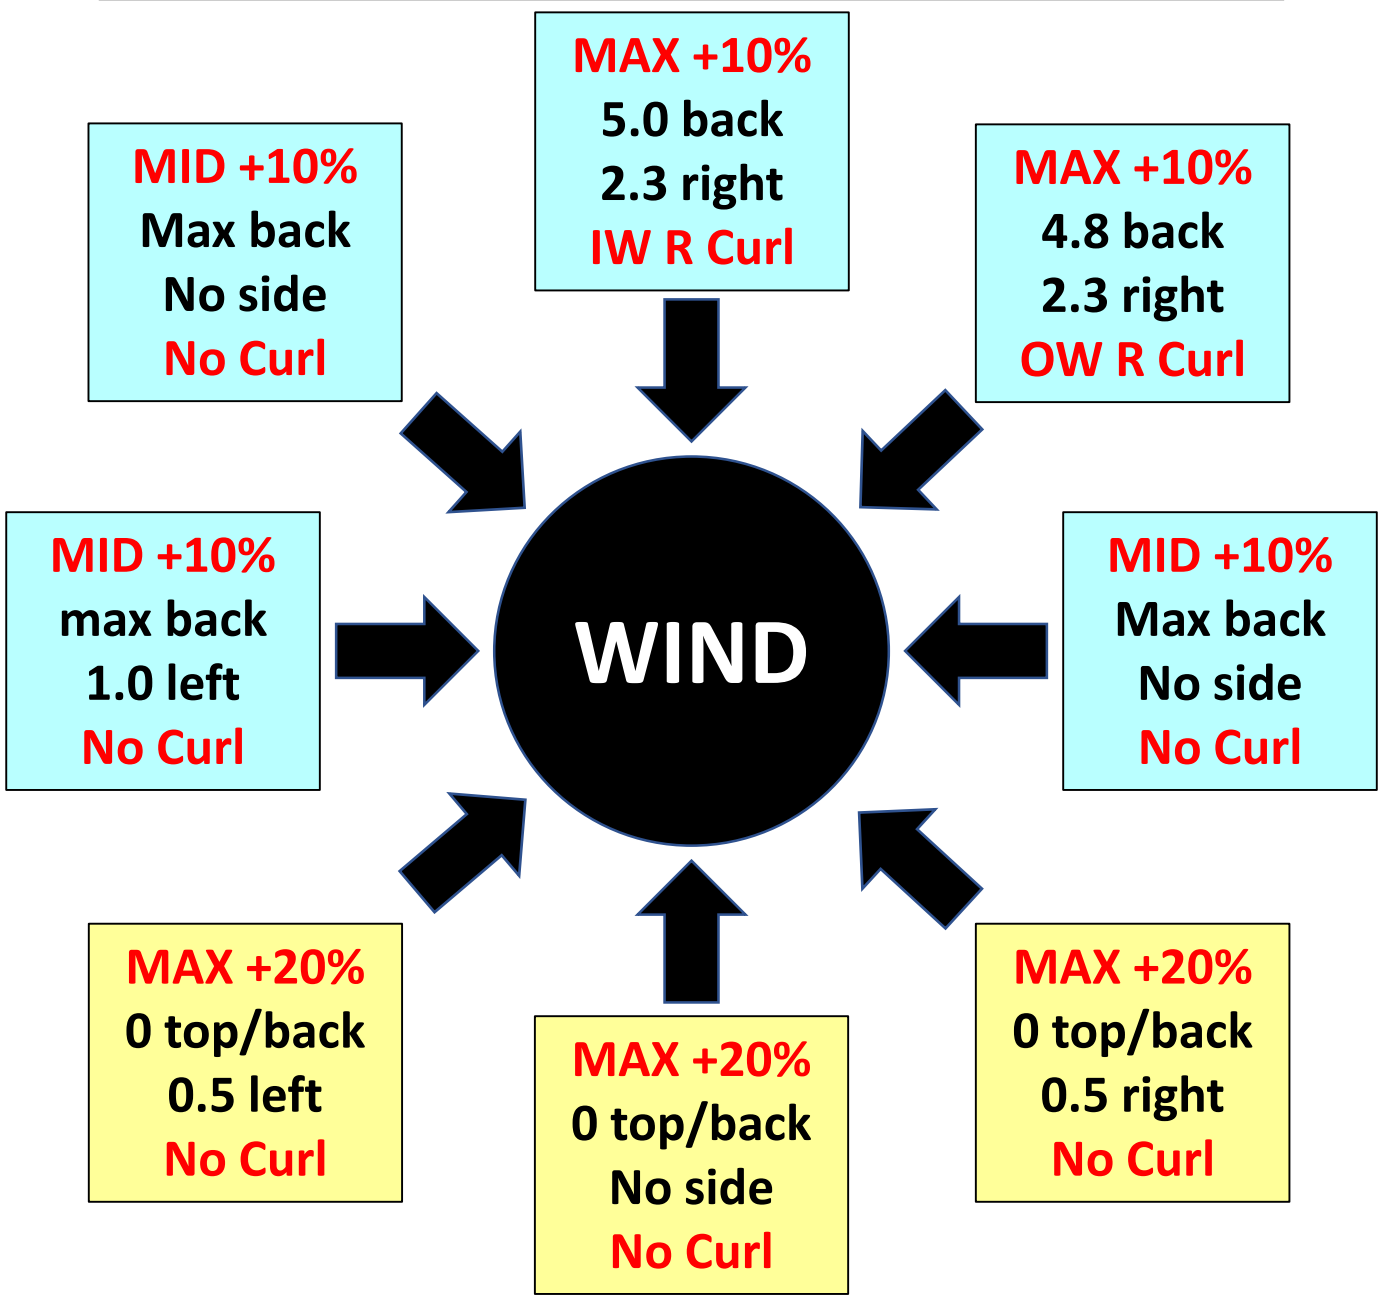 MAX +10%
5.0 back
2.3 right
IW R Curl
MID +10%
Max back
No side
No Curl
MAX +10%
4.8 back
2.3 right
OW R Curl
MID +10%
max back
1.0 left
No Curl
WIND
MID +10%
Max back
No side
No Curl
MAX +20%
0 top/back
0.5 left
No Curl
MAX +20%
0 top/back
No side
No Curl
MAX +20%
0 top/back
0.5 right
No Curl